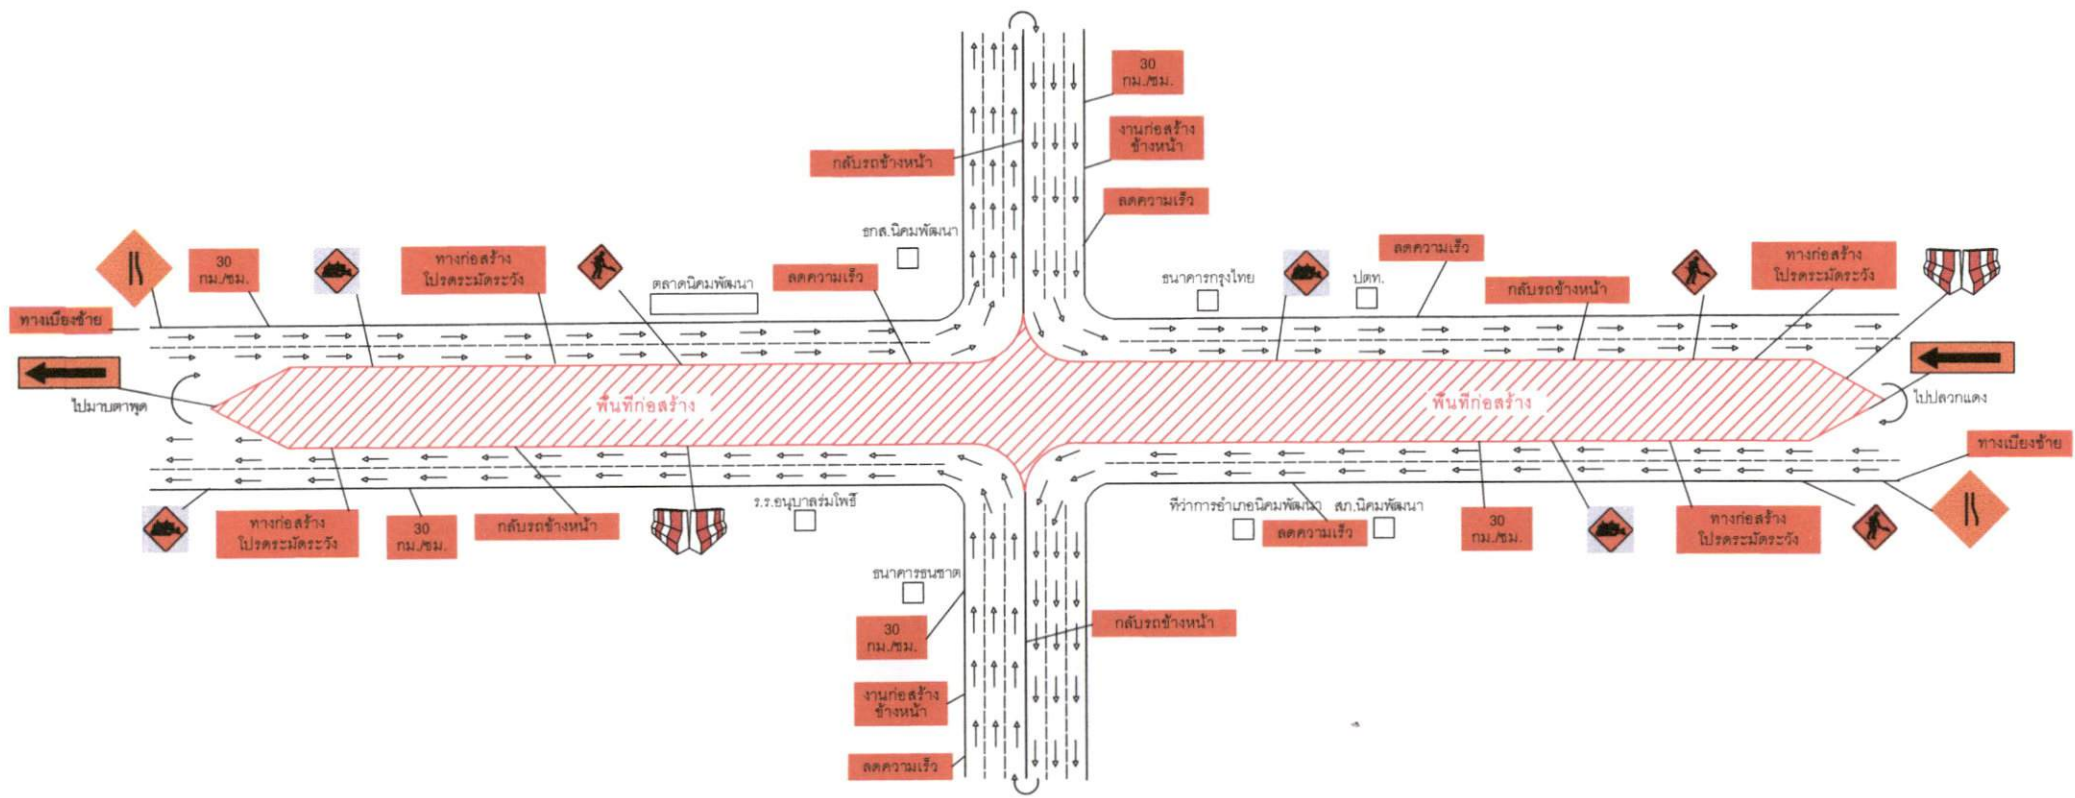 30
กม./ชม.
งานก่อสร้าง
ข้างหน้า
กลับรถข้างหน้า
ลดความเร็ว
ธกส.นิคมพัฒนา
30
กม./ชม.
ทางก่อสร้าง
โปรดระมัดระวัง
ตลาดนิคมพัฒนา
ลดความเร็ว
ธนาคารกรุงไทย
ปตท.
ลดความเร็ว
กลับรถข้างหน้า
ทางก่อสร้าง
โปรดระมัดระวัง
ทางเบี่ยงซ้าย
ไปมาบตาพุด
พื้นที่ก่อสร้าง
พื้นที่ก่อสร้าง
ไปปลวกแดง
ทางเบี่ยงซ้าย
ทางก่อสร้าง
โปรดระมัดระวัง
30
กม./ชม.
กลับรถข้างหน้า
ร.ร.อนุบาลร่มโพธิ์
ที่ว่าการอำเภอนิคมพัฒนา
สภ.นิคมพัฒนา
ลดความเร็ว
30
กม./ชม.
ทางก่อสร้าง
โปรดระมัดระวัง
ธนาคารธนชาต
30
กม./ชม.
กลับรถข้างหน้า
งานก่อสร้าง
ข้างหน้า
ลดความเร็ว